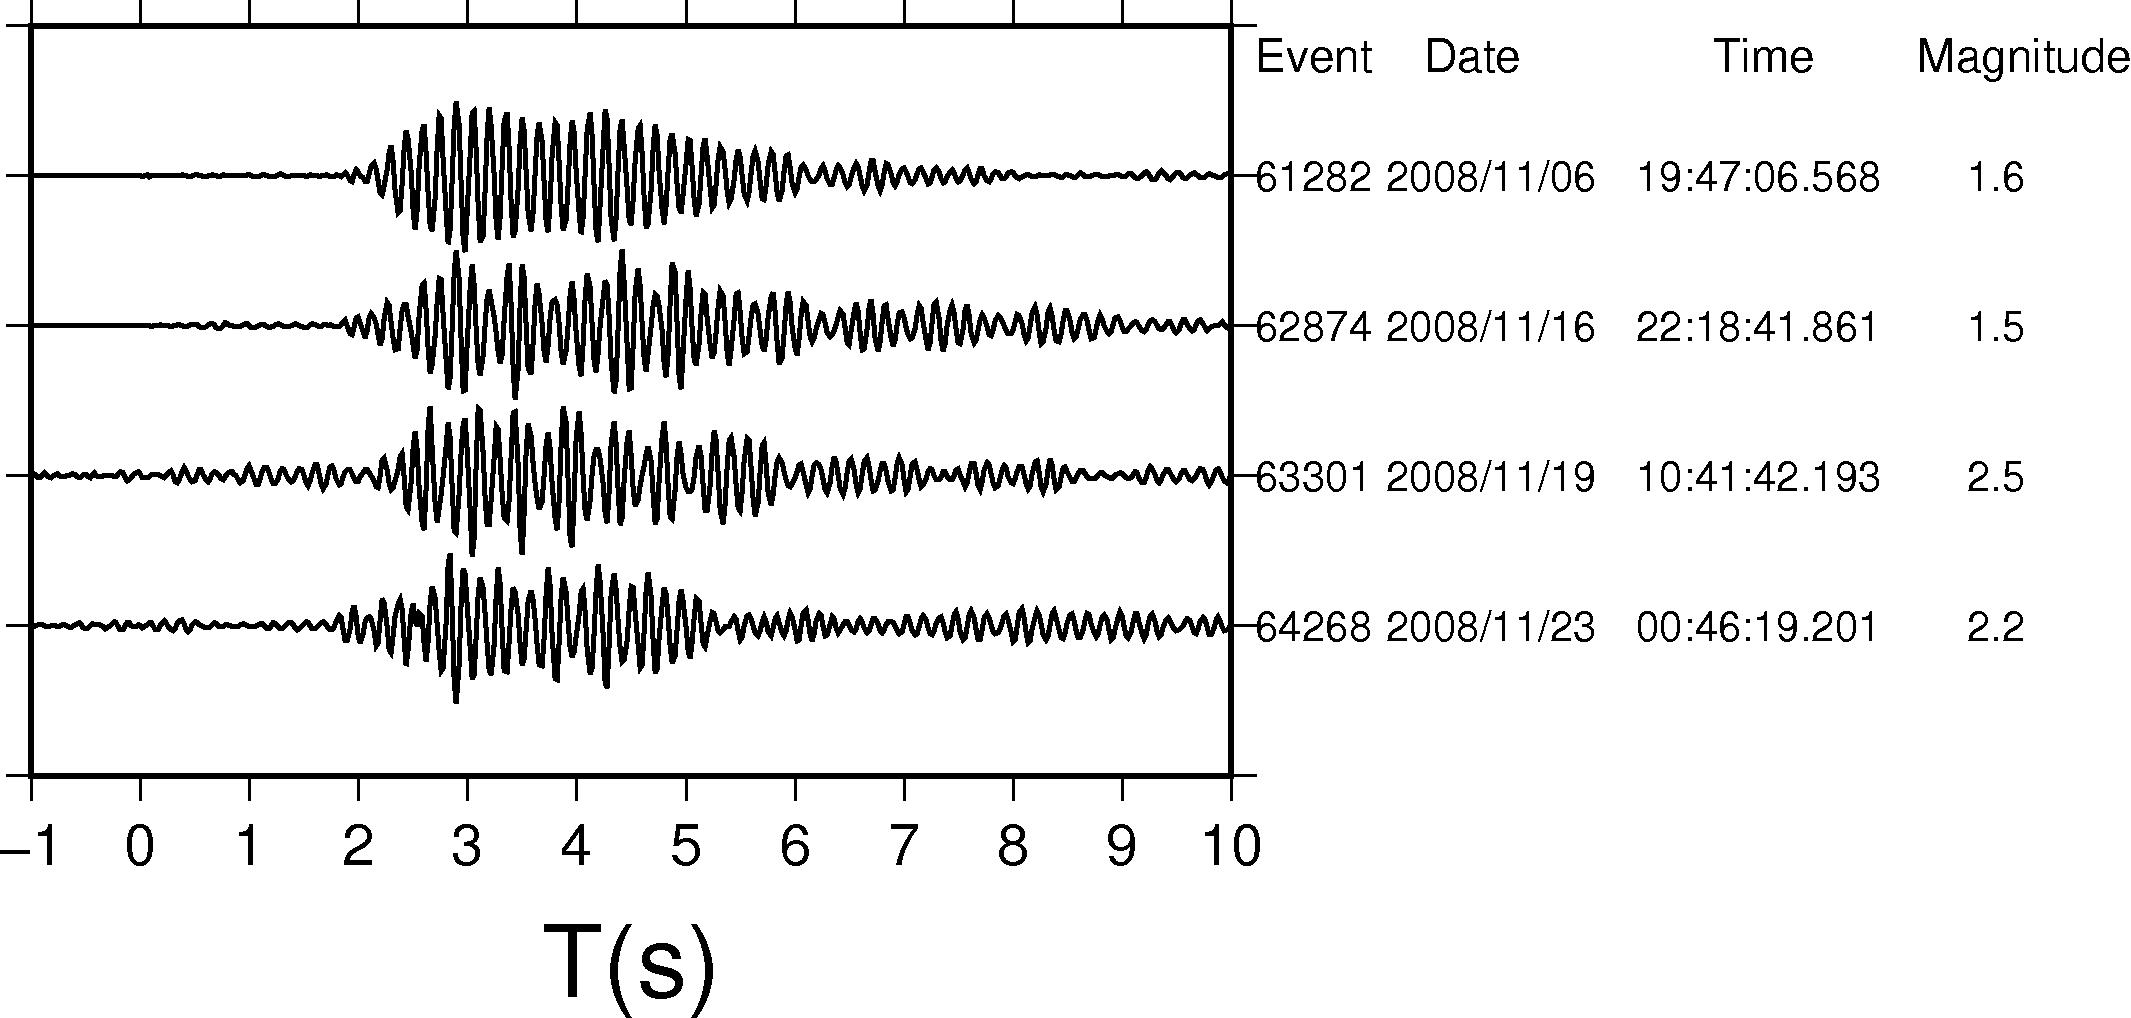 Event Date Time Magnitude
61282 2008/11/06 19:47:06.568 1.6
62874 2008/11/16 22:18:41.861 1.5
63301 2008/11/19 10:41:42.193 2.5
64268 2008/11/23 00:46:19.201 2.2
−1 0 1 2 3 4 5 6 7 8 9 10
T(s)